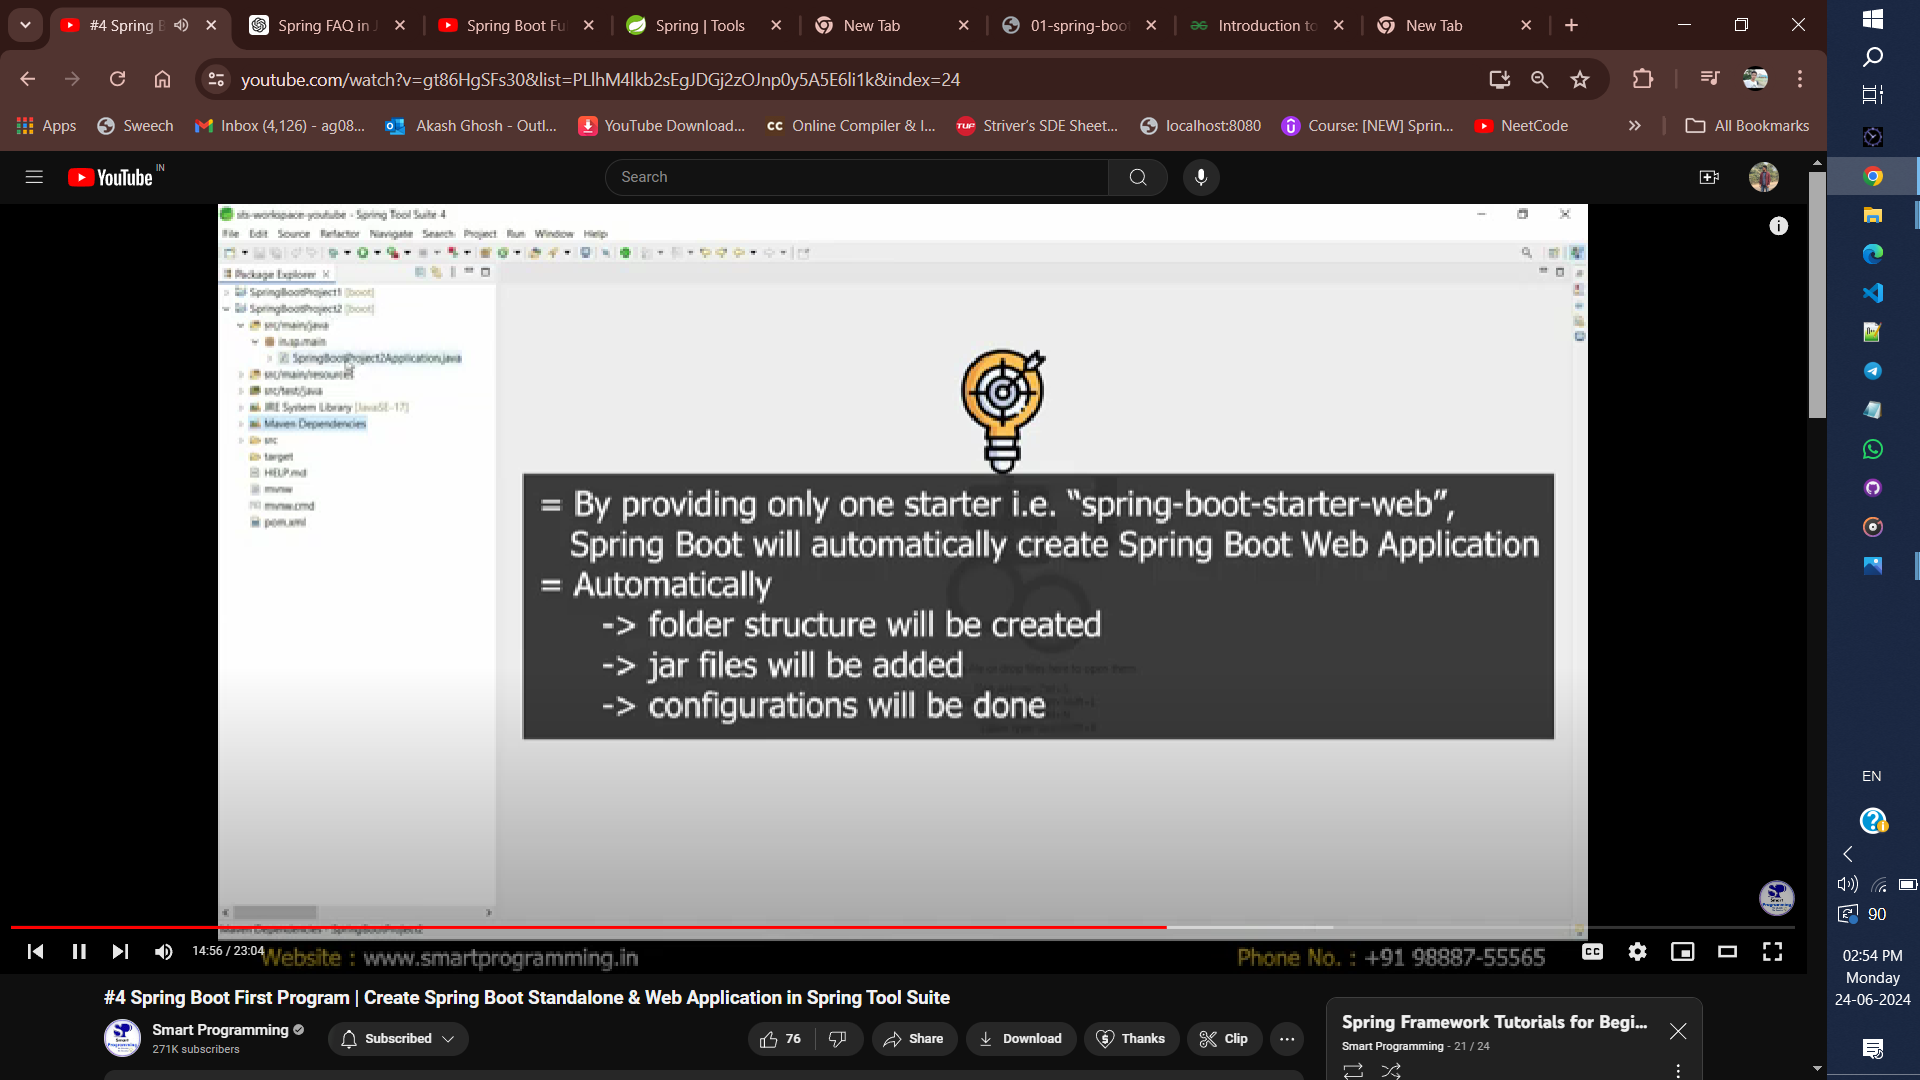 #4 Spring B
Spring FAQ in J
Spring Boot Fu
Spring | Tools
New Tab
01-spring-boo
Introduction to
New Tab
youtube.com/watch?v=gt86HgSFs30&list=PLlhM4lkb2sEgJDGj2zOJnp0y5A5E6li1k&index=24
Apps
Sweech
Inbox (4,126) - ag08...
Akash Ghosh - Outl...
YouTube Download...
CC Online Compiler & I...
TUF Striver's SDE Sheet...
localhost:8080
Course: [NEW] Sprin...
NeetCode
All Bookmarks
YouTube IN
Search
sts-workspace-youtube - Spring Tool Suite 4
File Edit Source Refactor Navigate Search Project Run Window Help
Package Explorer
SpringBootProject1 [boot]
SpringBootProject2 [boot]
src/main/java
in.sp.main
SpringBootProject2Application.java
src/main/resources
src/test/java
JRE System Library [JavaSE-17]
Maven Dependencies
src
target
HELP.md
mvnw
mvnw.cmd
pom.xml
= By providing only one starter i.e. “spring-boot-starter-web”,
Spring Boot will automatically create Spring Boot Web Application
= Automatically
-> folder structure will be created
-> jar files will be added
-> configurations will be done
Maven Dependencies - SpringBootProject2
14:56 / 23:04
Website : www.smartprogramming.in
Phone No. : +91 98887-55565
CC
#4 Spring Boot First Program | Create Spring Boot Standalone & Web Application in Spring Tool Suite
Smart Programming
271K subscribers
Subscribed
76
Share
Download
Thanks
Clip
Spring Framework Tutorials for Begi...
Smart Programming - 21 / 24
EN
90
02:54 PM
Monday
24-06-2024